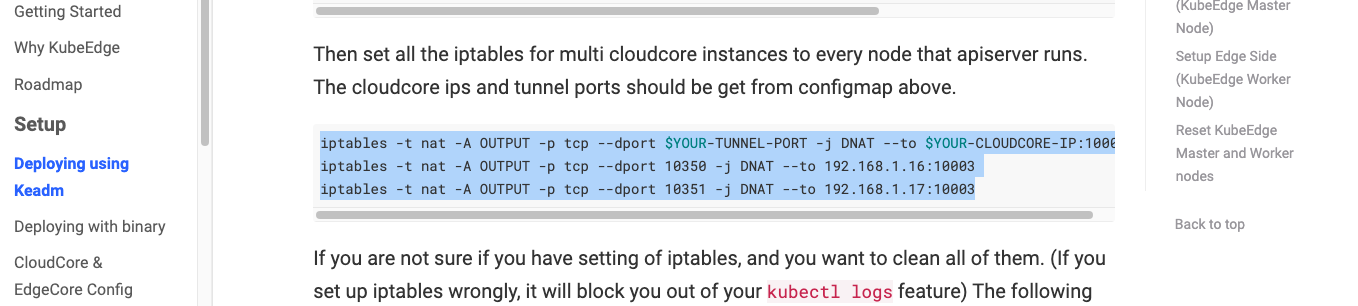 Getting Started
Why KubeEdge
Roadmap
Setup
Deploying using
Keadm
Deploying with binary
CloudCore &
EdgeCore Config
Then set all the iptables for multi cloudcore instances to every node that apiserver runs.
The cloudcore ips and tunnel ports should be get from configmap above.
iptables -t nat -A OUTPUT -p tcp --dport $YOUR-TUNNEL-PORT -j DNAT --to $YOUR-CLOUDCORE-IP:1000
iptables -t nat -A OUTPUT -p tcp --dport 10350 -j DNAT --to 192.168.1.16:10003
iptables -t nat -A OUTPUT -p tcp --dport 10351 -j DNAT --to 192.168.1.17:10003
If you are not sure if you have setting of iptables, and you want to clean all of them. (If you
set up iptables wrongly, it will block you out of your kubectl logs feature) The following
(KubeEdge Master
Node)
Setup Edge Side
(KubeEdge Worker
Node)
Reset KubeEdge
Master and Worker
nodes
Back to top